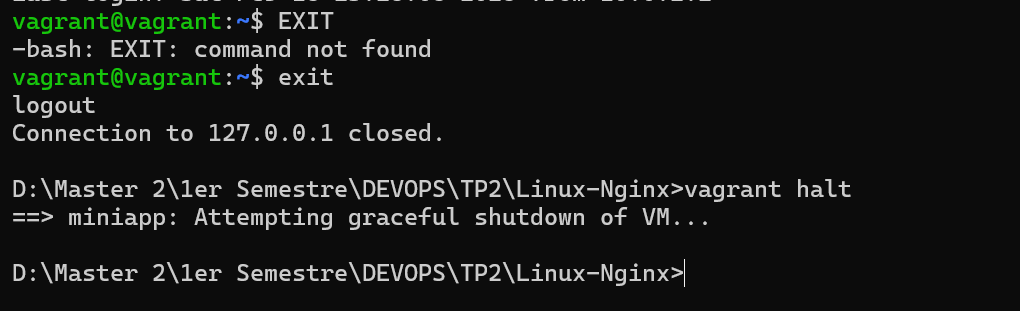 vagrant@vagrant:~$ EXIT
-bash: EXIT: command not found
vagrant@vagrant:~$ exit
logout
Connection to 127.0.0.1 closed.
D:\Master 2\1er Semestre\DEVOPS\TP2\Linux-Nginx>vagrant halt
==> miniapp: Attempting graceful shutdown of VM...
D:\Master 2\1er Semestre\DEVOPS\TP2\Linux-Nginx>